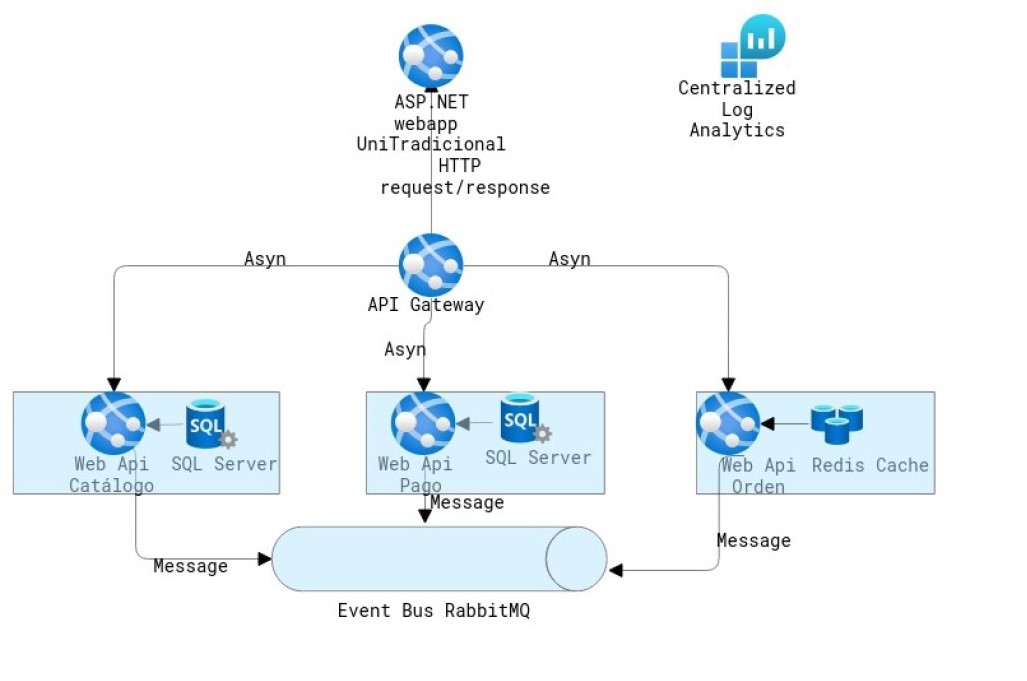 ASP.NET
webapp
UniTradicional
HTTP
request/response
Centralized
Log
Analytics
Asyn
Asyn
API Gateway
Asyn
SQL
Web Api
Catálogo
SQL Server
SQL
Web Api
Pago
SQL Server
Web Api
Orden
Redis Cache
Message
Message
Message
Event Bus RabbitMQ